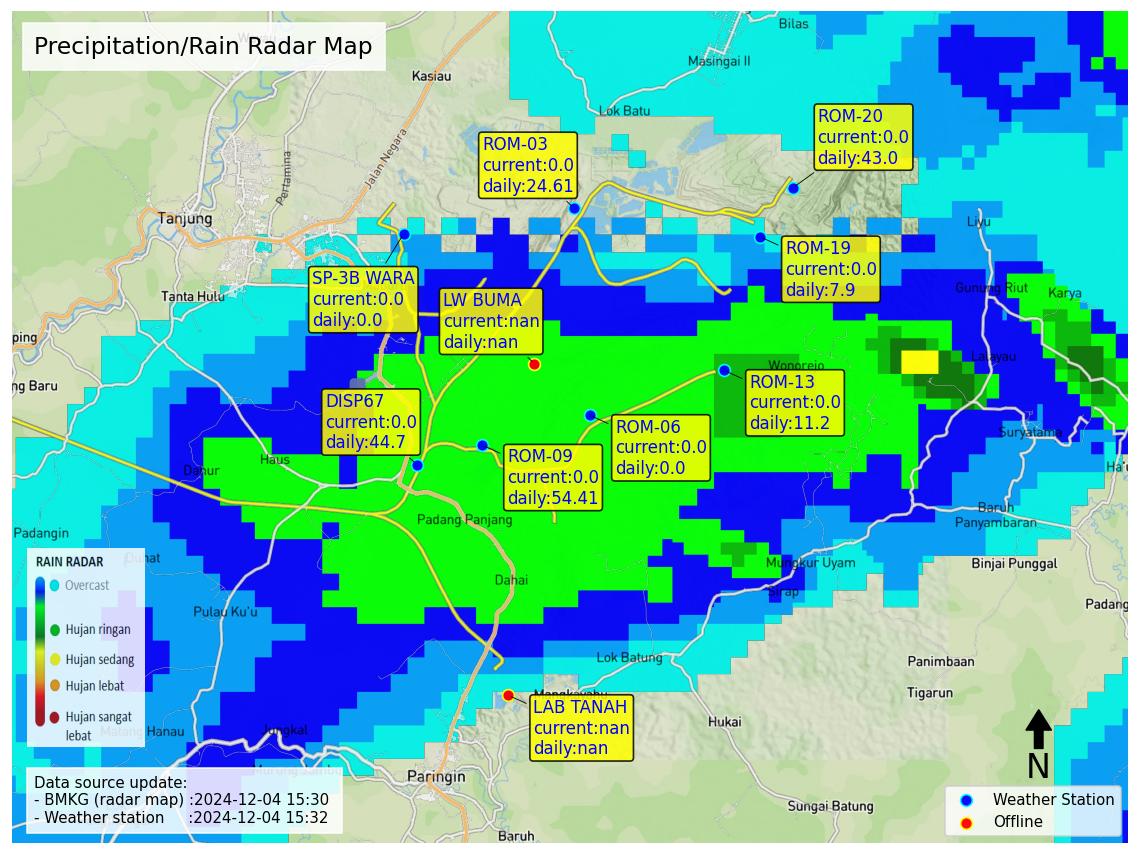 Precipitation/Rain Radar Map
Bilas
Masingai II
Kasiau
Lok Batu
Jalan Negara
Pertamina
Tanjung
Tanta Hulu
ROM-03
current:0.0
daily:24.61
ROM-20
current:0.0
daily:43.0
Liyu
ROM-19
current:0.0
daily:7.9
SP-3B WARA
current:0.0
daily:0.0
LW BUMA
current:nan
daily:nan
Gunung Riut
Karya
ping
ng Baru
Wonorejo
Lalayau
ROM-13
current:0.0
daily:11.2
DISP67
current:0.0
daily:44.7
ROM-06
current:0.0
daily:0.0
Suryatama
ROM-09
current:0.0
daily:54.41
Haus
Dahur
Ha'u
Padangin
Padang Panjang
Baruh
Panyambaran
Mungkur Uyam
Binjai Punggal
Dahai
Sirap
Padang
Pulau Ku'u
RAIN RADAR
Overcast
Hujan ringan
Hujan sedang
Hujan lebat
Hujan sangat
lebat
Lok Batung
Panimbaan
Tigarun
Mangkayahu
LAB TANAH
current:nan
daily:nan
Hukai
Jungkal
Manau
Paringin
Sungai Batung
Baruh
N
Data source update:
- BMKG (radar map) :2024-12-04 15:30
- Weather station :2024-12-04 15:32
Weather Station
Offline